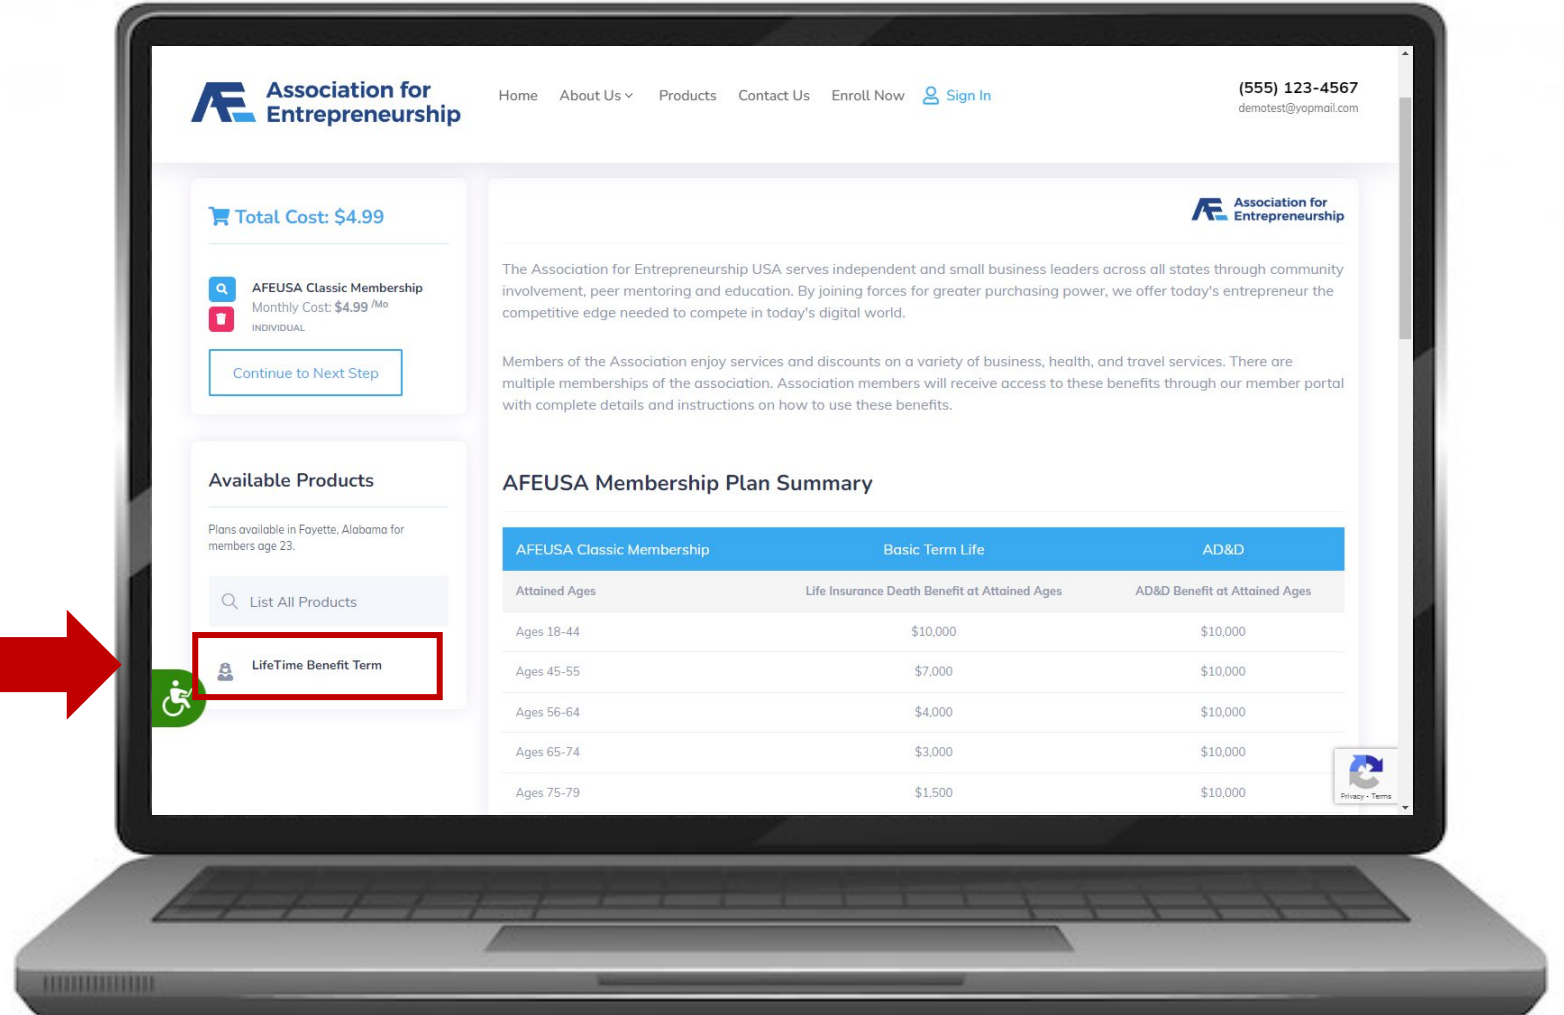 Association for
Entrepreneurship
Home About Us Products Contact Us Enroll Now Sign In
(555) 123-4567
demotest@yopmail.com
Total Cost: $4.99
AFEUSA Classic Membership
Monthly Cost: $4.99 /Mo
INDIVIDUAL
Continue to Next Step
Available Products
Plans available in Fayette, Alabama for
members age 23.
List All Products
LifeTime Benefit Term
Association for
Entrepreneurship
The Association for Entrepreneurship USA serves independent and small business leaders across all states through community
involvement, peer mentoring and education. By joining forces for greater purchasing power, we offer today's entrepreneur the
competitive edge needed to compete in today's digital world.
Members of the Association enjoy services and discounts on a variety of business, health, and travel services. There are
multiple memberships of the association. Association members will receive access to these benefits through our member portal
with complete details and instructions on how to use these benefits.
AFEUSA Membership Plan Summary
AFEUSA Classic Membership Basic Term Life AD&D
Attained Ages Life Insurance Death Benefit at Attained Ages AD&D Benefit at Attained Ages
Ages 18-44 $10,000 $10,000
Ages 45-55 $7,000 $10,000
Ages 56-64 $4,000 $10,000
Ages 65-74 $3,000 $10,000
Ages 75-79 $1,500 $10,000
Privacy - Terms